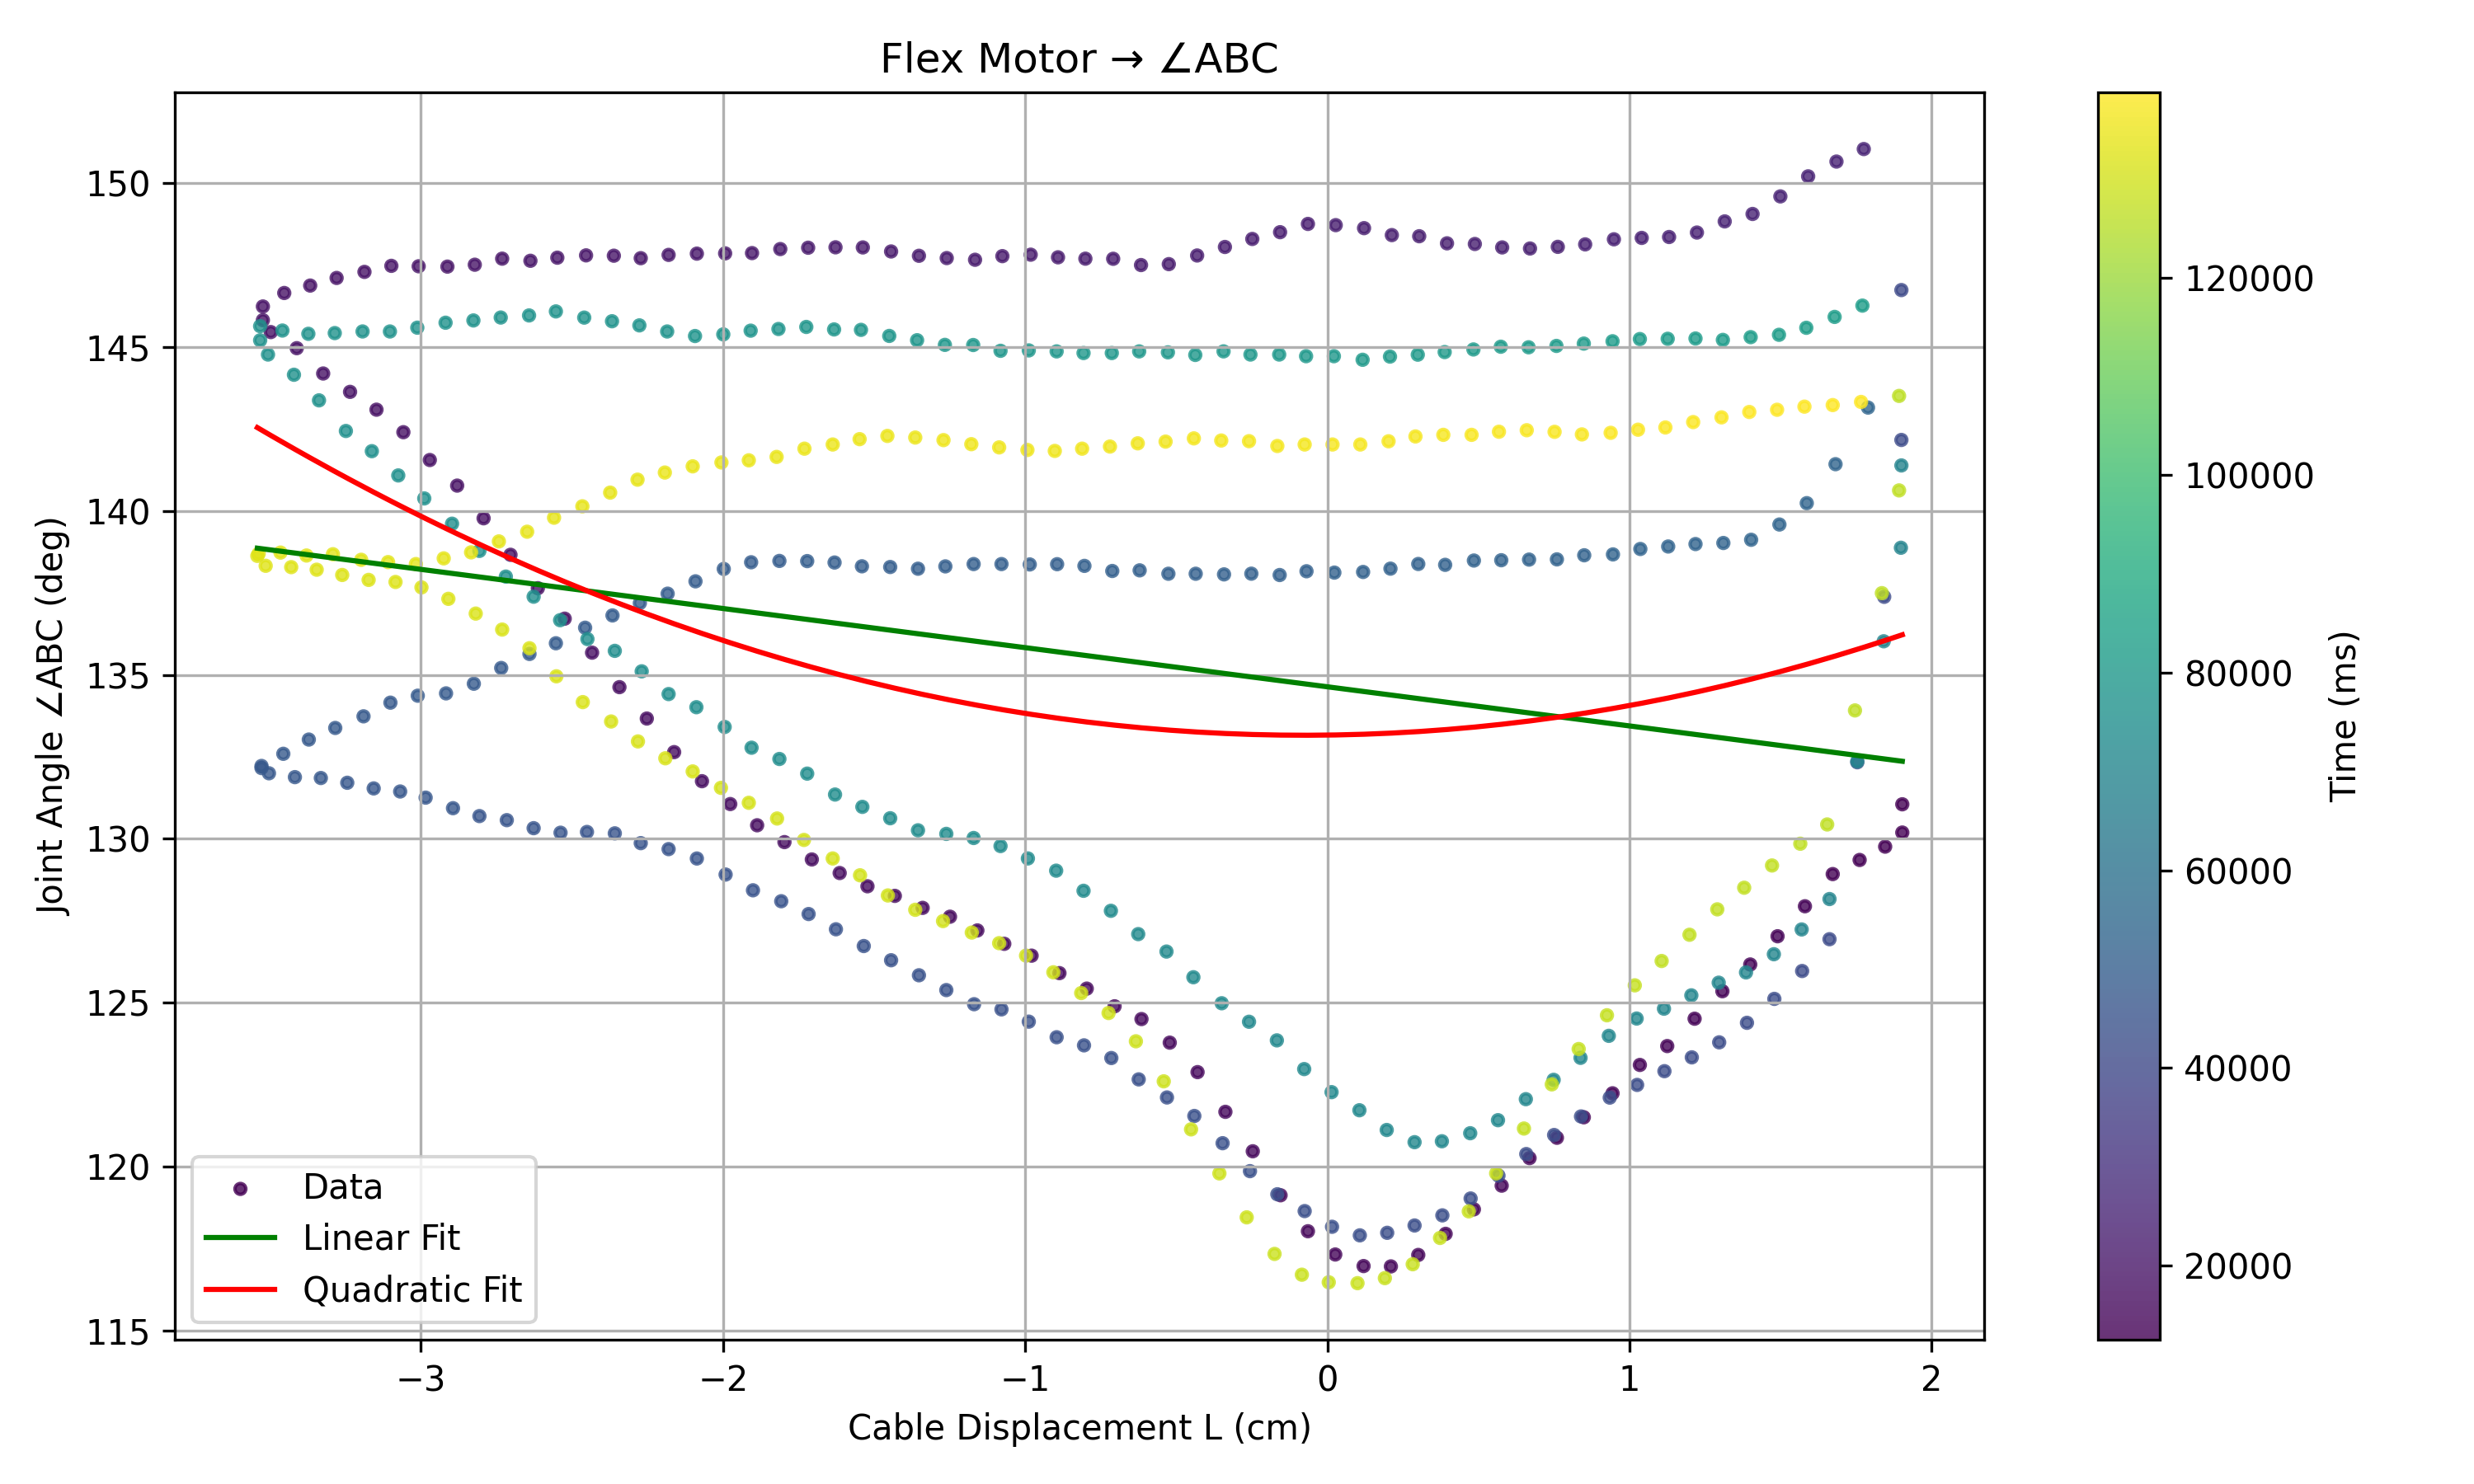 Flex Motor → ∠ABC
Joint Angle ∠ABC (deg)
150
145
140
135
130
125
120
115
−3
−2
−1
0
1
2
Cable Displacement L (cm)
Data
Linear Fit
Quadratic Fit
120000
100000
80000
60000
40000
20000
Time (ms)